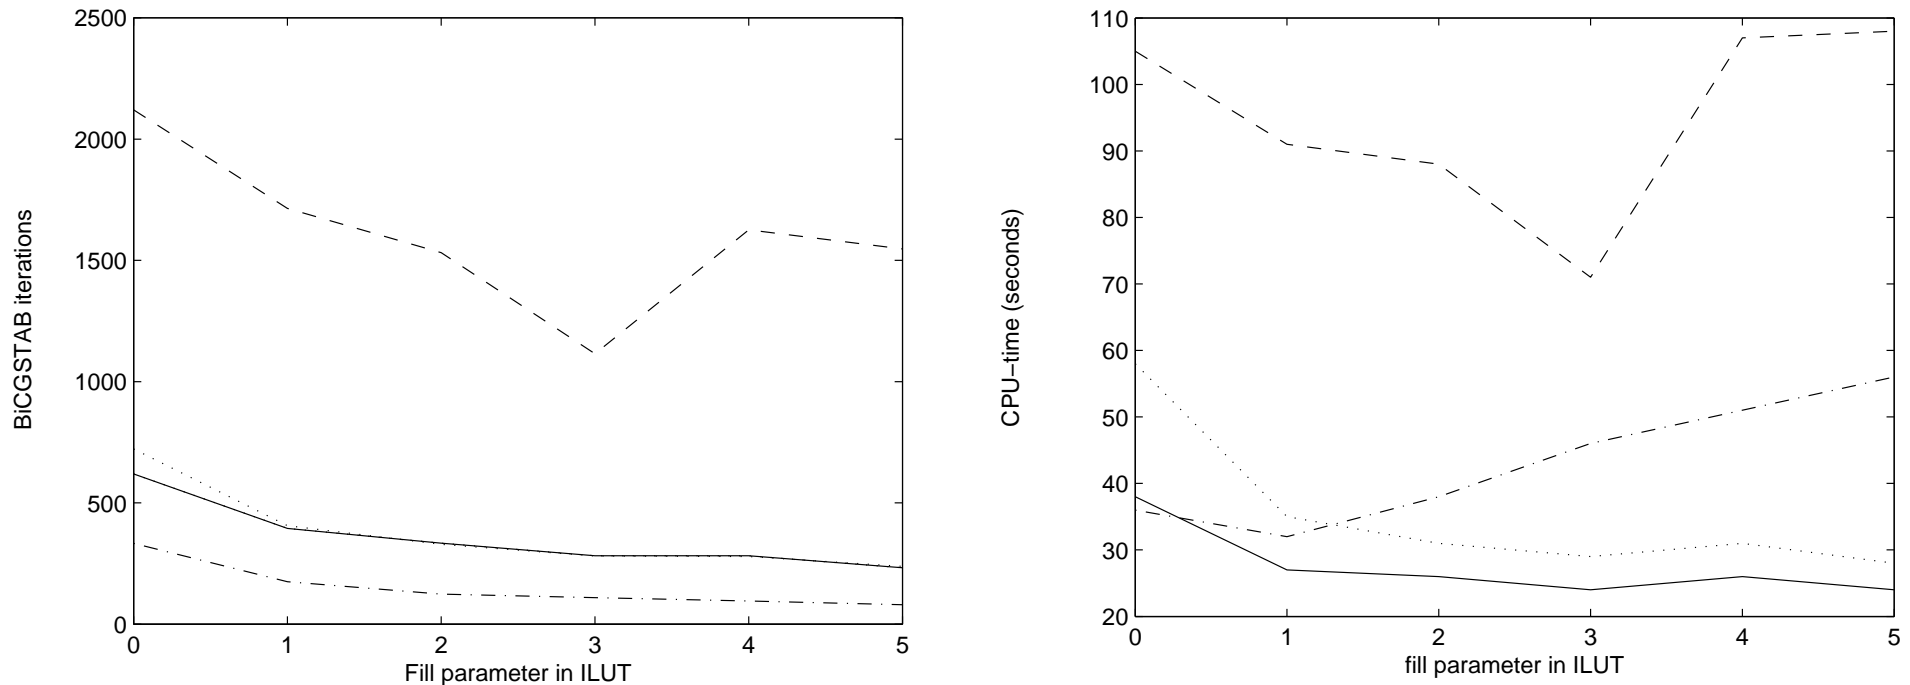 2500
2000
1500
1000
500
0
0 1 2 3 4 5
BiCGSTAB iterations
Fill parameter in ILUT
110
100
90
80
70
60
50
40
30
20
0 1 2 3 4 5
CPU−time (seconds)
fill parameter in ILUT